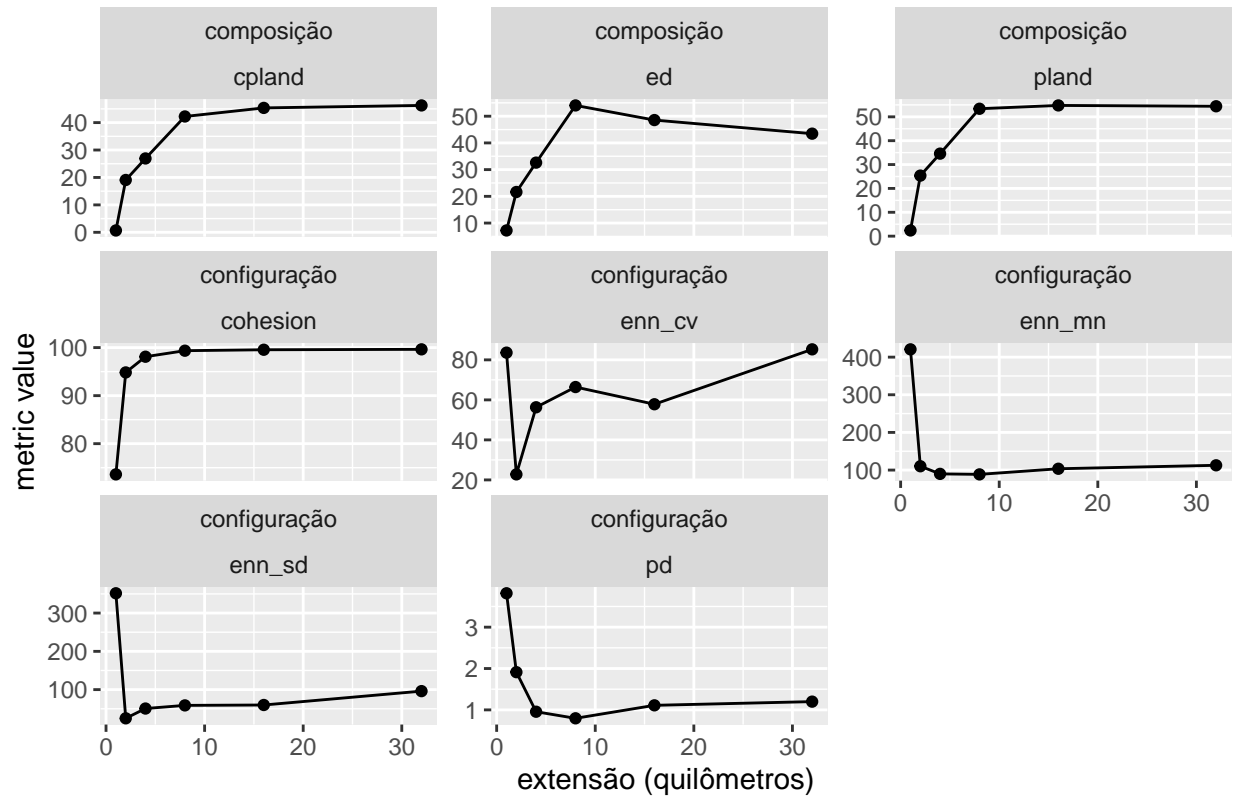 composição
cpland
40
30
20
10
0
composição
ed
50
40
30
20
10
composição
pland
50
40
30
20
10
0
configuração
cohesion
100
90
80
configuração
enn_cv
80
60
40
20
configuração
enn_mn
400
300
200
100
0 10 20 30
configuração
enn_sd
300
200
100
0 10 20 30
configuração
pd
3
2
1
0 10 20 30
metric value
extensão (quilômetros)